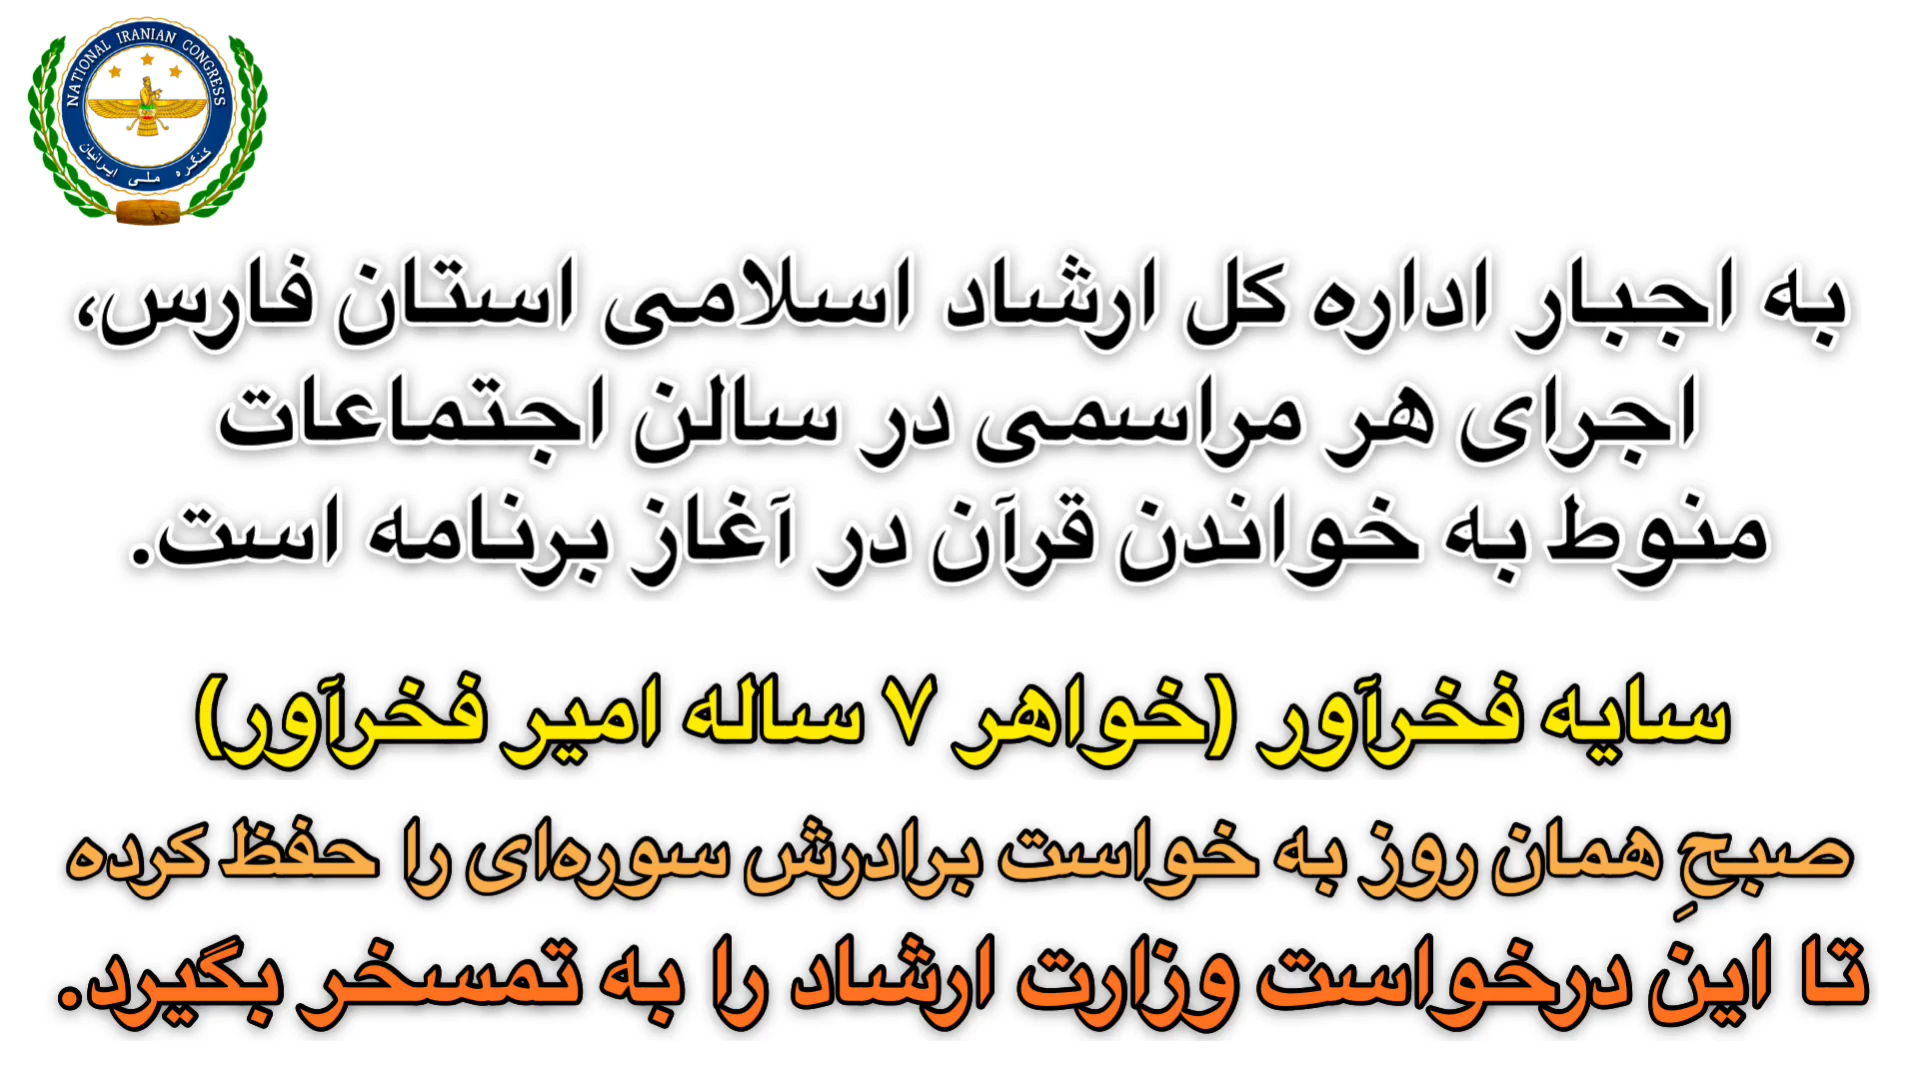 NATIONAL IRANIAN CONGRESS
کنگره ملی ایرانیان
به اجبار اداره کل ارشاد اسلامی استان فارس،
اجرای هر مراسمی در سالن اجتماعات
منوط به خواندن قرآن در آغاز برنامه است.
سایه فخرآور (خواهر ۷ ساله امیر فخرآور)
صبحِ همان روز به خواست برادرش سوره‌ای را حفظ کرده
تا این درخواست وزارت ارشاد را به تمسخر بگیرد.